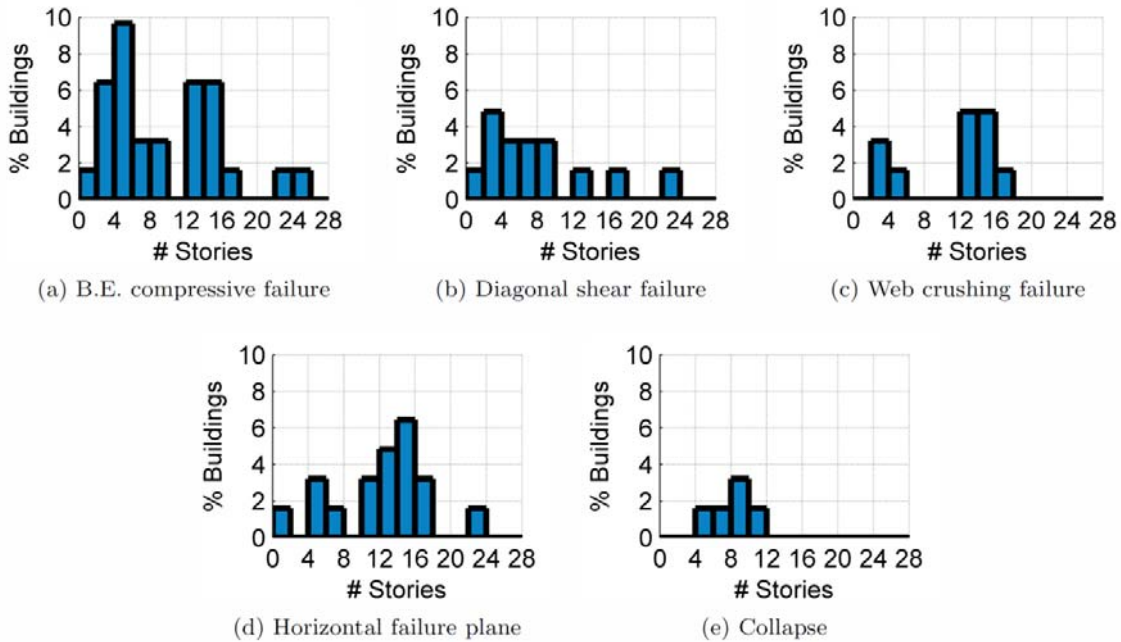 10
8
6
4
2
0
% Buildings
0 4 8 12 16 20 24 28
# Stories
(a) B.E. compressive failure
10
8
6
4
2
0
% Buildings
0 4 8 12 16 20 24 28
# Stories
(b) Diagonal shear failure
10
8
6
4
2
0
% Buildings
0 4 8 12 16 20 24 28
# Stories
(c) Web crushing failure
10
8
6
4
2
0
% Buildings
0 4 8 12 16 20 24 28
# Stories
(d) Horizontal failure plane
10
8
6
4
2
0
% Buildings
0 4 8 12 16 20 24 28
# Stories
(e) Collapse